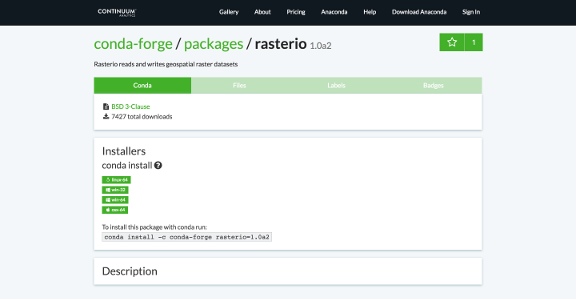 CONTINUUM
ANALYTICS
Gallery About Pricing Anaconda Help Download Anaconda Sign In
conda-forge / packages / rasterio 1.0a2
1
Rasterio reads and writes geospatial raster datasets
Conda Files Labels Badges
BSD 3-Clause
7427 total downloads
Installers
conda install
linux-64
win-32
win-64
osx-64
To install this package with conda run:
conda install -c conda-forge rasterio=1.0a2
Description